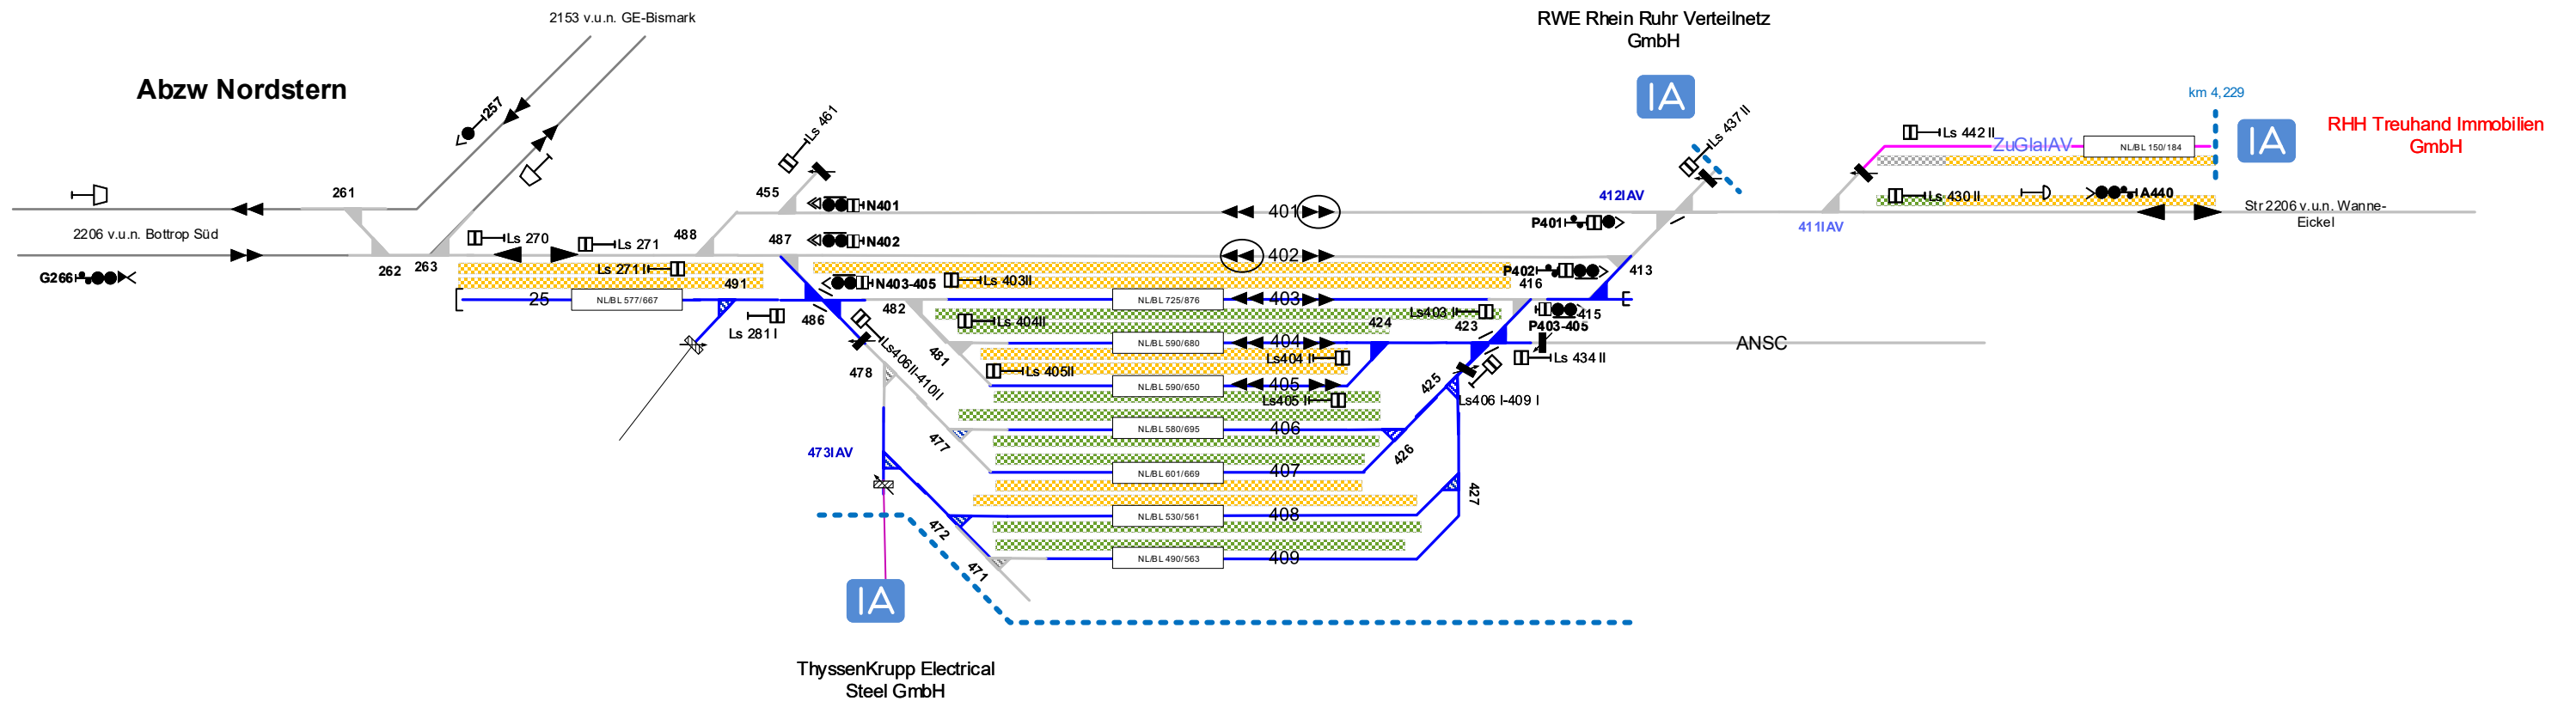 2153 v.u.n. GE-Bismark
RWE Rhein Ruhr Verteilnetz
GmbH
Abzw Nordstern
IA
km 4,229
257
Ls 461
Ls 437 II
Ls 442 II
ZuGlaIAV
NL/BL 150/184
IA
RHH Treuhand Immobilien
GmbH
261
455
N401
401
412IAV
P401
Ls 430 II
A440
411IAV
Str 2206 v.u.n. Wanne-
Eickel
2206 v.u.n. Bottrop Süd
Ls 270
Ls 271
488
487
N402
402
262
263
G266
Ls 271 II
491
N403-405
Ls 403II
P402
416
413
25
NL/BL 577/667
486
482
NL/BL 725/876
403
Ls403 II
415
P403-405
Ls 281 I
Ls 404II
424
423
481
NL/BL 590/680
404
Ls404 II
Ls 434 II
ANSC
Ls406II-410II
478
Ls 405II
NL/BL 590/650
405
Ls405 II
425
Ls406 I-409 I
477
NL/BL 580/695
406
426
473IAV
NL/BL 601/669
407
427
472
NL/BL 530/561
408
471
NL/BL 490/563
409
IA
ThyssenKrupp Electrical
Steel GmbH